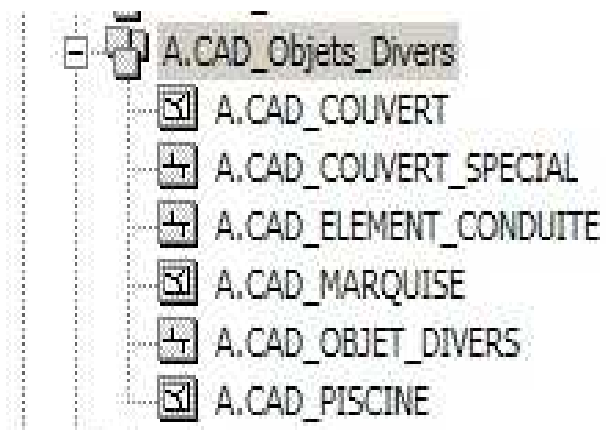 A.CAD_Objets_Divers
A.CAD_COUVERT
A.CAD_COUVERT_SPECIAL
A.CAD_ELEMENT_CONDUITE
A.CAD_MARQUISE
A.CAD_OBJET_DIVERS
A.CAD_PISCINE